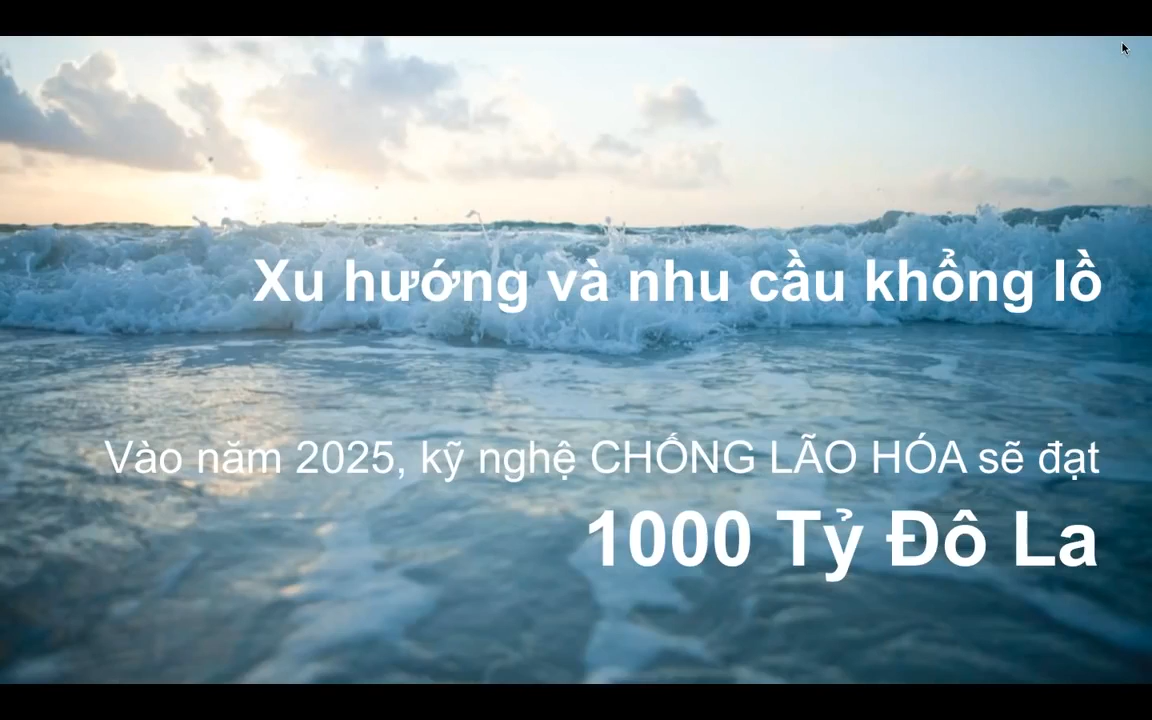 Xu hướng và nhu cầu khổng lồ
Vào năm 2025, kỹ nghệ CHỐNG LÃO HÓA sẽ đạt
1000 Tỷ Đô La